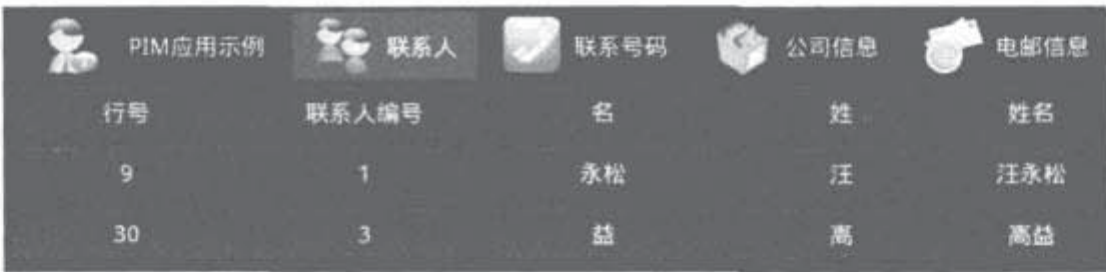 PIM应用示例 联系人 联系号码 公司信息 电邮信息
行号 联系人编号 名 姓 姓名
9 1 永松 汪 汪永松
30 3 益 高 高益